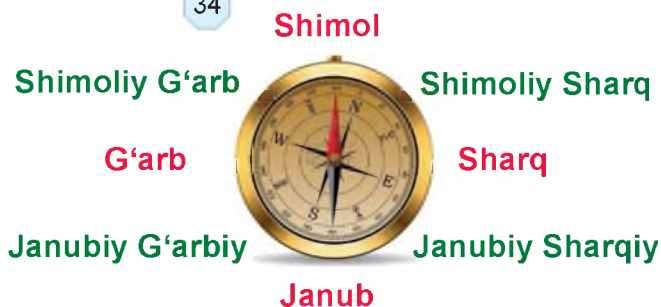 34
Shimol
Shimoliy G‘arb
Shimoliy Sharq
N
W
G‘arb
Sharq
E
S
Janubiy G‘arbiy
Janubiy Sharqiy
Janub